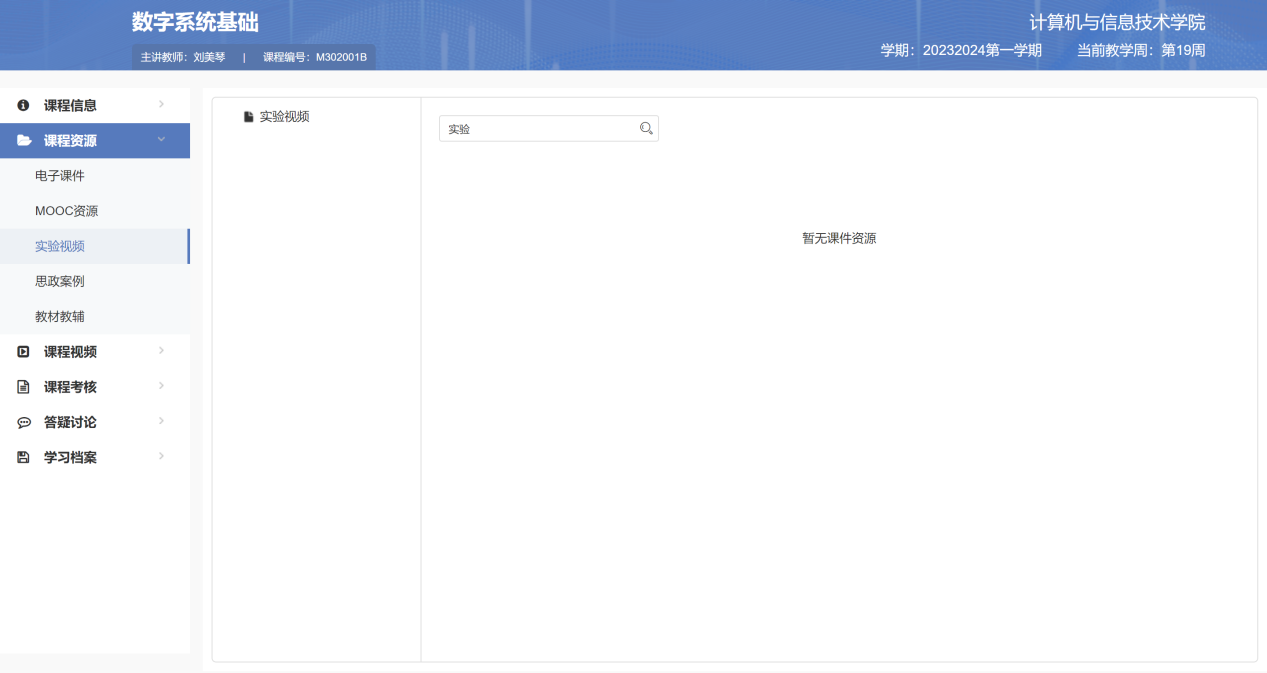 数字系统基础
计算机与信息技术学院
主讲教师：刘美琴 | 课程编号：M302001B
学期：20232024第一学期 当前教学周：第19周
课程信息
课程资源
电子课件
MOOC资源
实验视频
思政案例
教材教辅
课程视频
课程考核
答疑讨论
学习档案
实验视频
实验
暂无课件资源